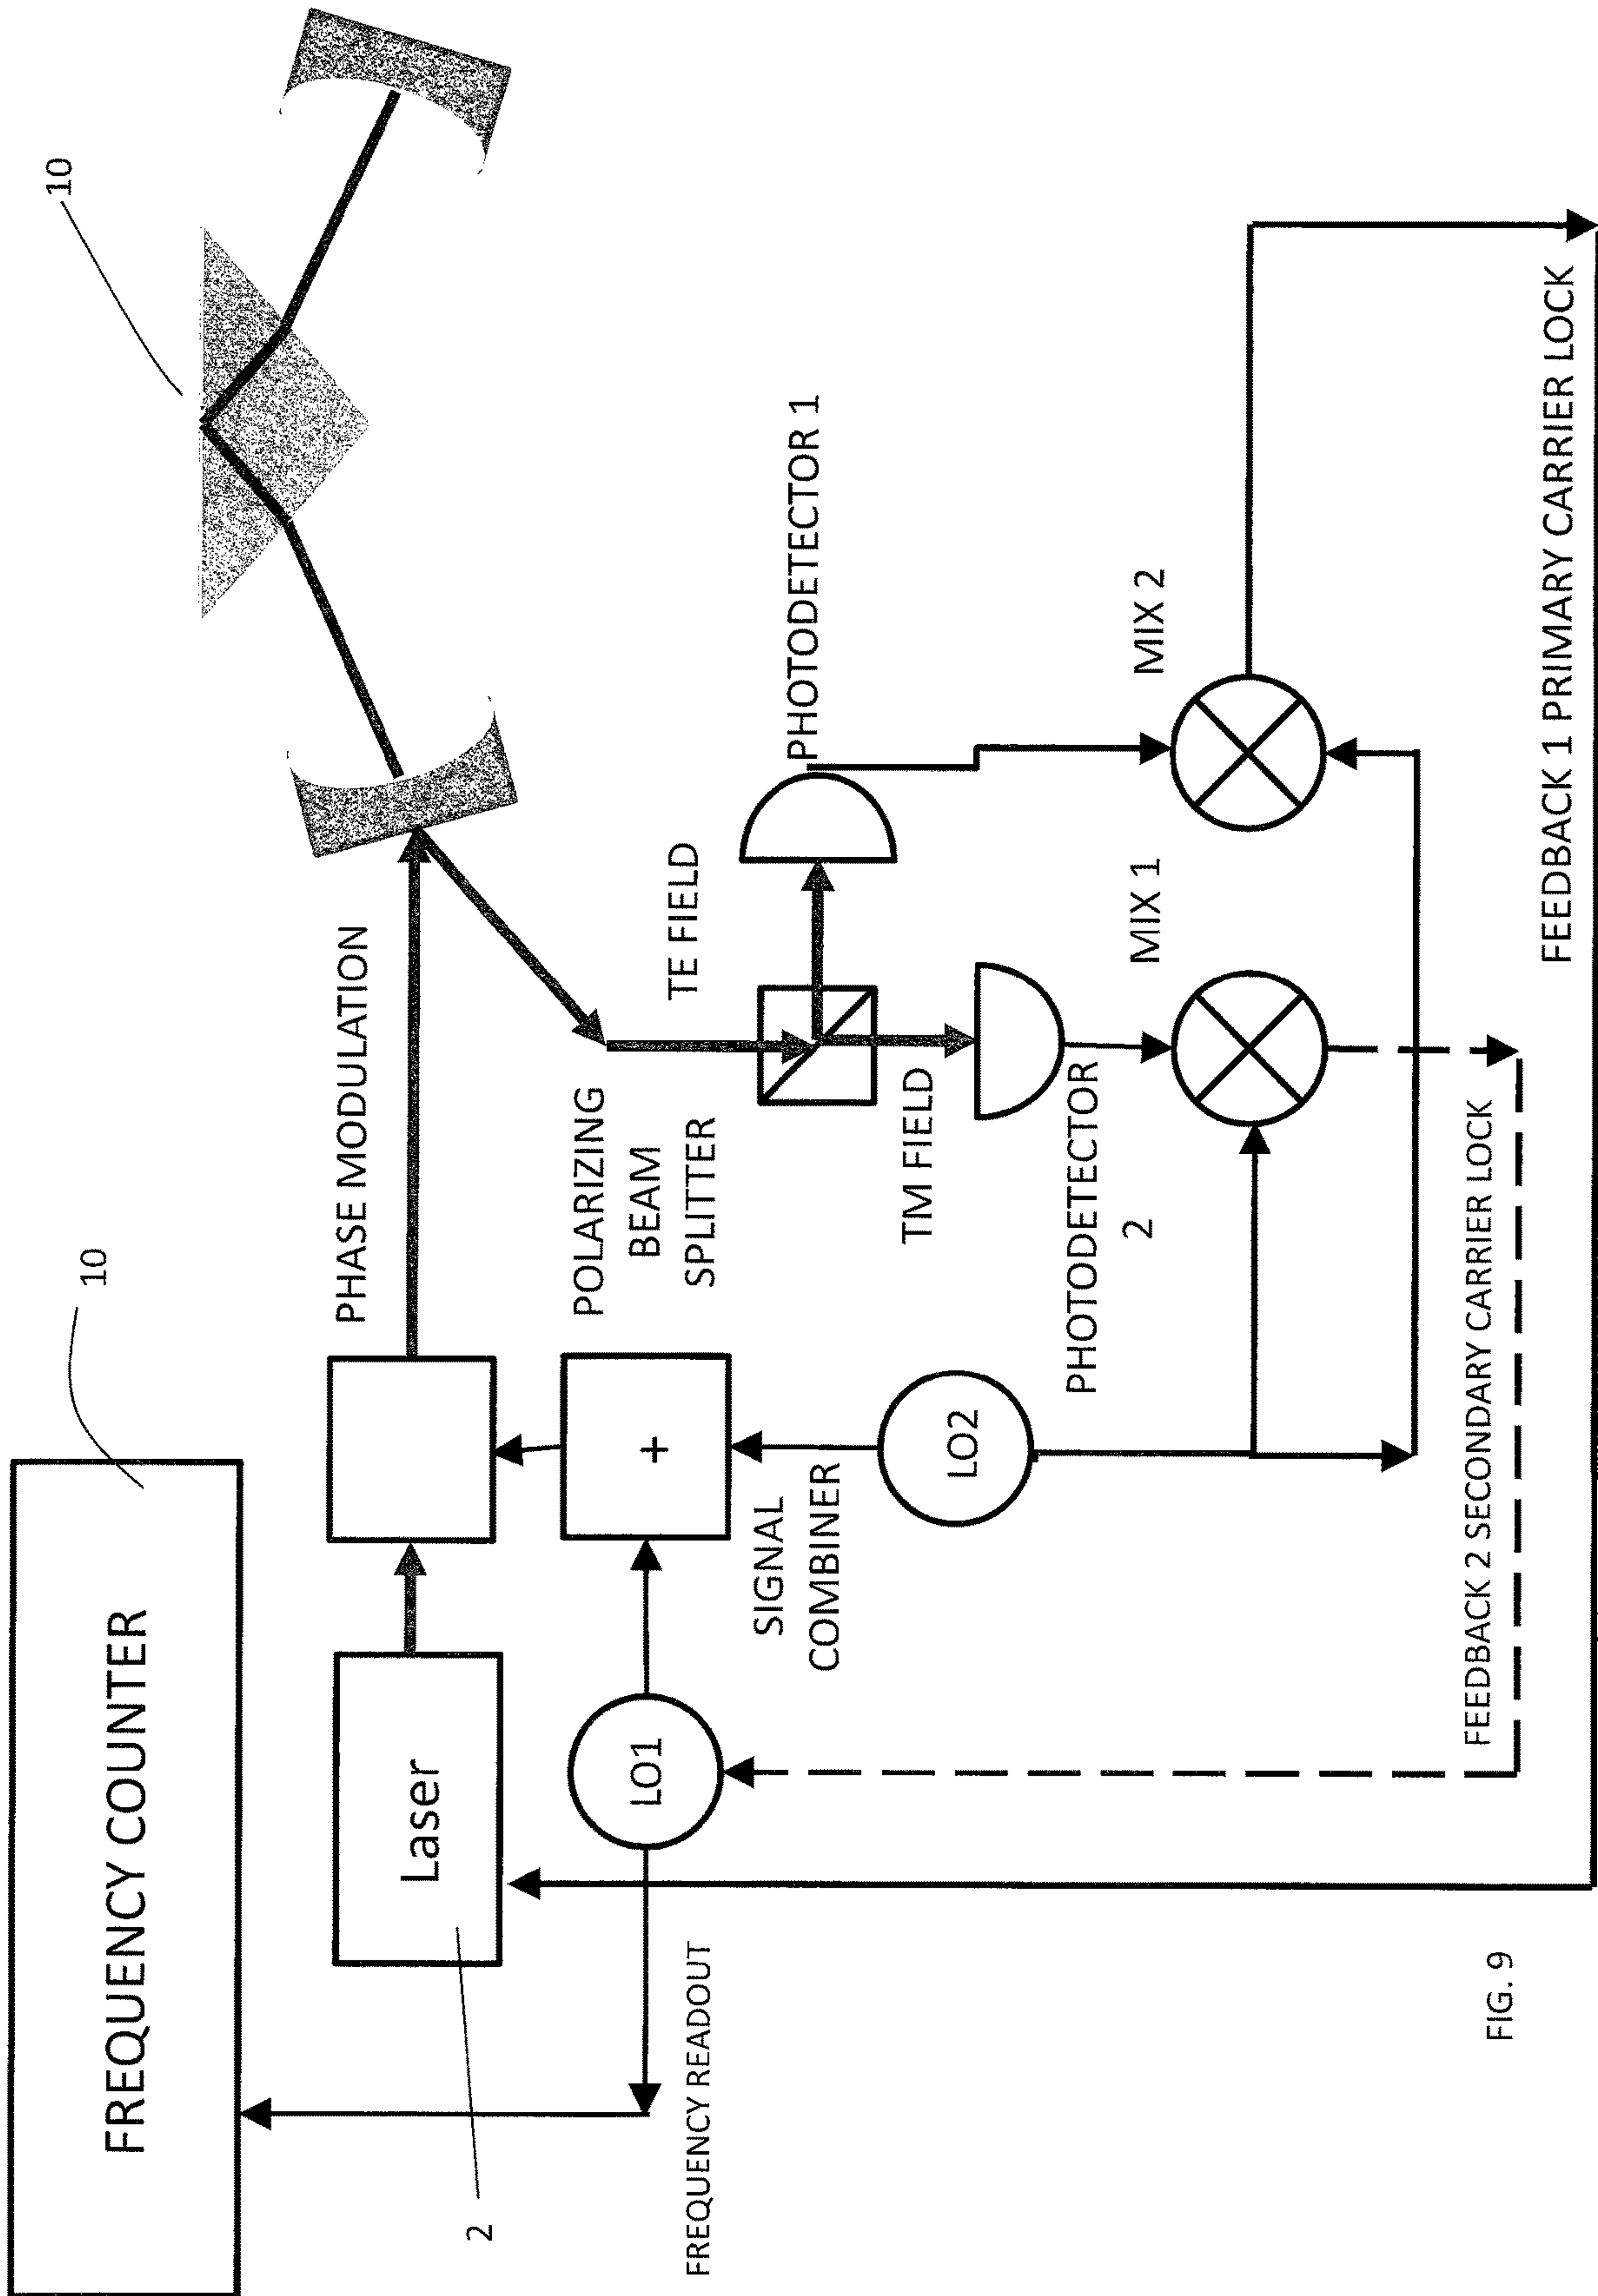 FREQUENCY COUNTER
10
10
Laser
2
PHASE MODULATION
LO1
+
SIGNAL
COMBINER
LO2
FREQUENCY READOUT
POLARIZING
BEAM
SPLITTER
TE FIELD
TM FIELD
PHOTODETECTOR 1
PHOTODETECTOR
2
MIX 1
MIX 2
FEEDBACK 2 SECONDARY CARRIER LOCK
FEEDBACK 1 PRIMARY CARRIER LOCK
FIG. 9